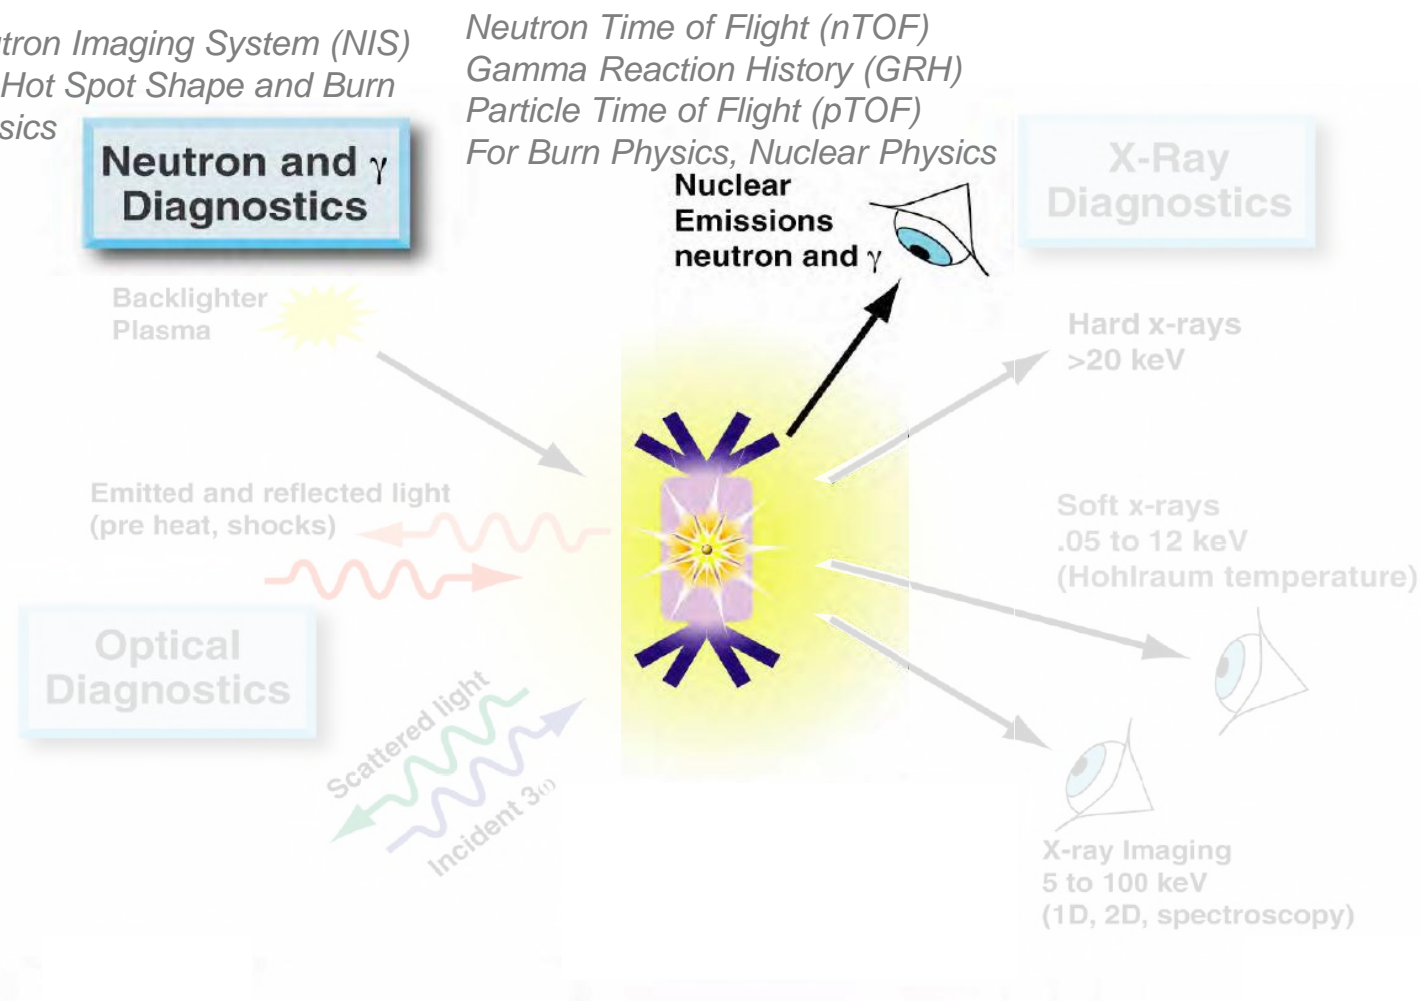 tron Imaging System (NIS)
Hot Spot Shape and Burn
sics
Neutron Time of Flight (nTOF)
Gamma Reaction History (GRH)
Particle Time of Flight (pTOF)
For Burn Physics, Nuclear Physics
Neutron and γ
Diagnostics
Nuclear
Emissions
neutron and γ
X-Ray
Diagnostics
Backlighter
Plasma
Hard x-rays
>20 keV
Emitted and reflected light
(pre heat, shocks)
Soft x-rays
.05 to 12 keV
(Hohlraum temperature)
Optical
Diagnostics
Scattered light
Incident 3ω
X-ray Imaging
5 to 100 keV
(1D, 2D, spectroscopy)